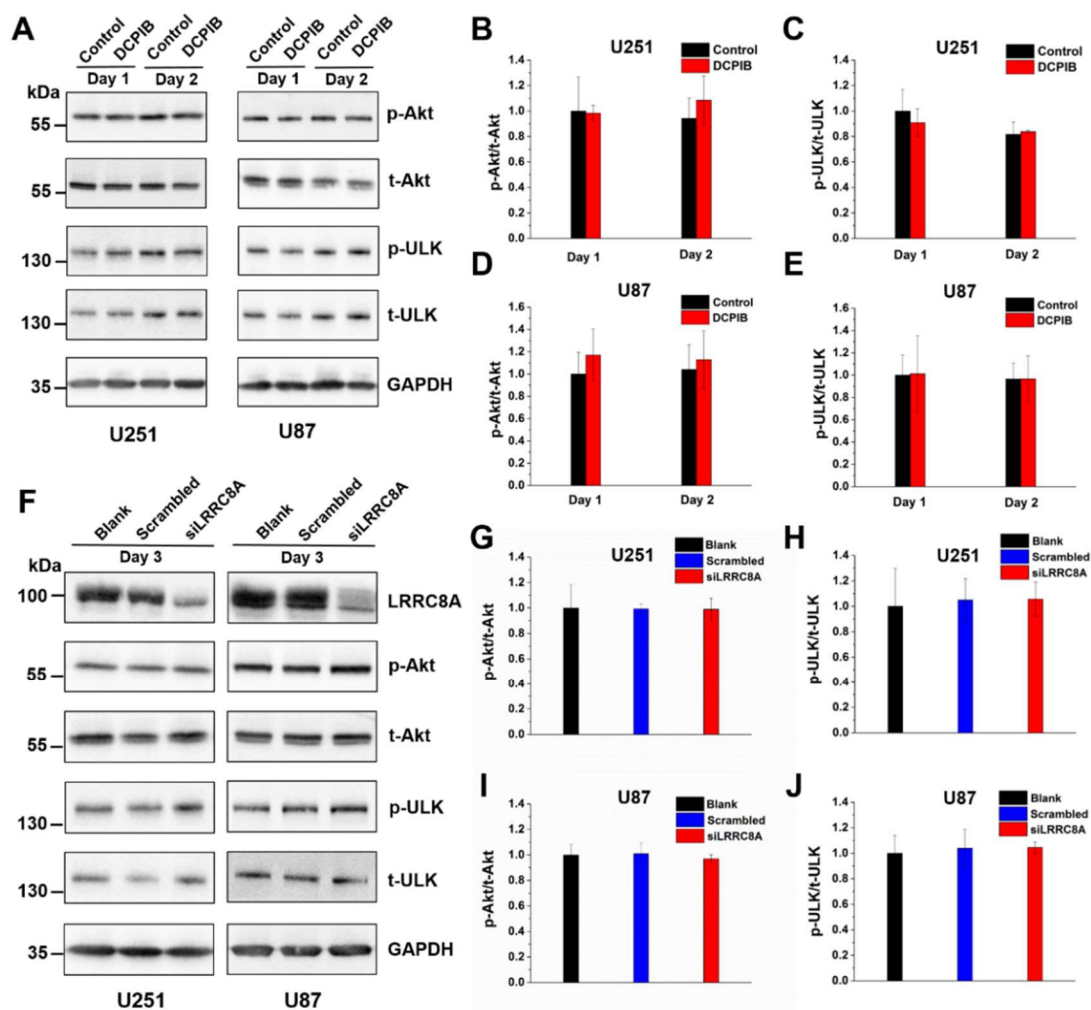 A
Control
DCPIB
Control
DCPIB
Control
DCPIB
Control
DCPIB
Day 1
Day 2
Day 1
Day 2
kDa
55
p-Akt
55
t-Akt
130
p-ULK
130
t-ULK
35
GAPDH
U251
U87
B
U251
Control
DCPIB
p-Akt/t-Akt
1.4
1.2
1.0
0.8
0.6
0.4
0.2
0.0
Day 1
Day 2
C
U251
Control
DCPIB
p-ULK/t-ULK
1.4
1.2
1.0
0.8
0.6
0.4
0.2
0.0
Day 1
Day 2
D
U87
Control
DCPIB
p-Akt/t-Akt
1.6
1.4
1.2
1.0
0.8
0.6
0.4
0.2
0.0
Day 1
Day 2
E
U87
Control
DCPIB
p-ULK/t-ULK
1.6
1.4
1.2
1.0
0.8
0.6
0.4
0.2
0.0
Day 1
Day 2
F
Blank
Scrambled
siLRRC8A
Blank
Scrambled
siLRRC8A
Day 3
Day 3
kDa
100
LRRC8A
55
p-Akt
55
t-Akt
130
p-ULK
130
t-ULK
35
GAPDH
U251
U87
G
U251
Blank
Scrambled
siLRRC8A
p-Akt/t-Akt
1.4
1.2
1.0
0.8
0.6
0.4
0.2
0.0
H
U251
Blank
Scrambled
siLRRC8A
p-ULK/t-ULK
1.4
1.2
1.0
0.8
0.6
0.4
0.2
0.0
I
U87
Blank
Scrambled
siLRRC8A
p-Akt/t-Akt
1.4
1.2
1.0
0.8
0.6
0.4
0.2
0.0
J
U87
Blank
Scrambled
siLRRC8A
p-ULK/t-ULK
1.4
1.2
1.0
0.8
0.6
0.4
0.2
0.0